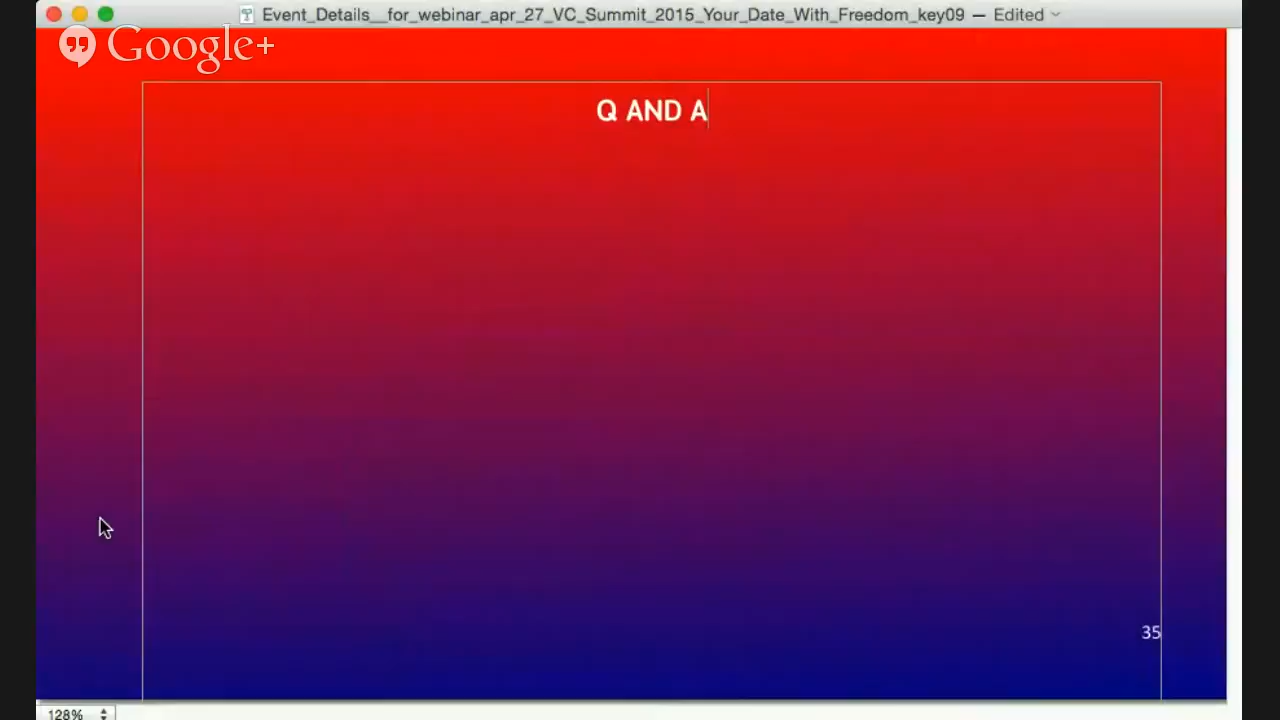 Event_Details__for_webinar_apr_27_VC_Summit_2015_Your_Date_With_Freedom_key09 — Edited
Google+
Q AND A
35
128%